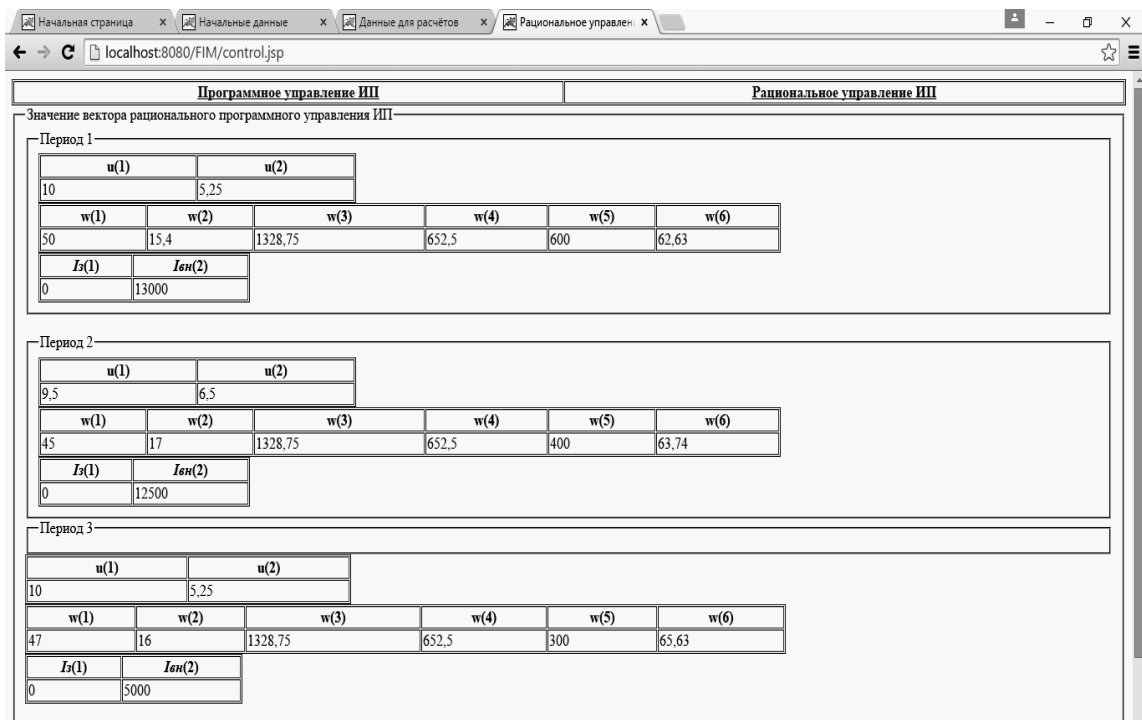 Начальная страница Начальные данные Данные для расчётов Рациональное управлен
localhost:8080/FIM/control.jsp
Программное управление ИП Рациональное управление ИП
Значение вектора рационального программного управления ИП
Период 1
u(1) u(2)
10 5,25
w(1) w(2) w(3) w(4) w(5) w(6)
50 15,4 1328,75 652,5 600 62,63
Iз(1) Iвн(2)
0 13000
Период 2
u(1) u(2)
9,5 6,5
w(1) w(2) w(3) w(4) w(5) w(6)
45 17 1328,75 652,5 400 63,74
Iз(1) Iвн(2)
0 12500
Период 3
u(1) u(2)
10 5,25
w(1) w(2) w(3) w(4) w(5) w(6)
47 16 1328,75 652,5 300 65,63
Iз(1) Iвн(2)
0 5000